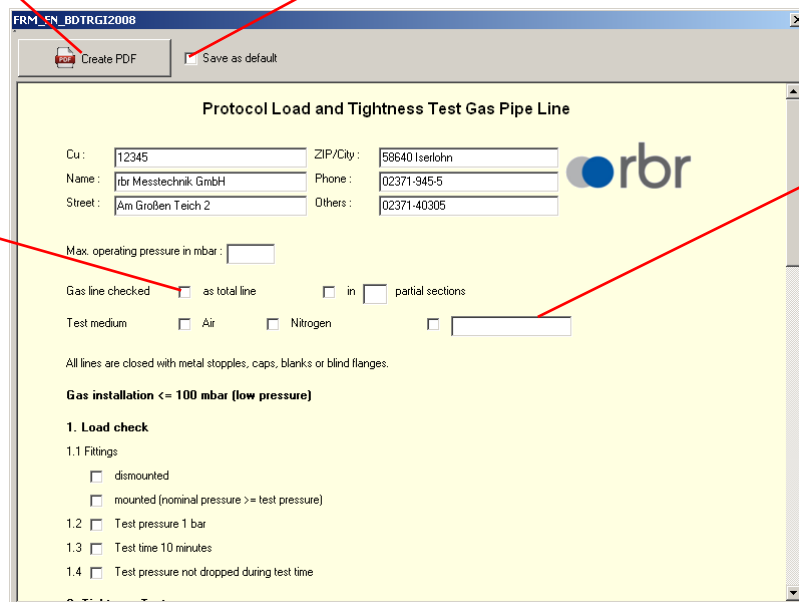 FRM_EN_BDTRGI2008
PDF Create PDF Save as default
Protocol Load and Tightness Test Gas Pipe Line
Cu : 12345 ZIP/City : 58640 Iserlohn
Name : rbr Messtechnik GmbH Phone : 02371-945-5
Street : Am Großen Teich 2 Others : 02371-40305
rbr
Max. operating pressure in mbar :
Gas line checked as total line in partial sections
Test medium Air Nitrogen
All lines are closed with metal stopples, caps, blanks or blind flanges.
Gas installation <= 100 mbar (low pressure)
1. Load check
1.1 Fittings
dismounted
mounted (nominal pressure >= test pressure)
1.2 Test pressure 1 bar
1.3 Test time 10 minutes
1.4 Test pressure not dropped during test time